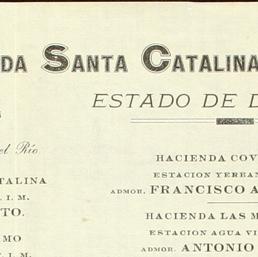 DA SANTA CATALINA
ESTADO DE D
el Río
HACIENDA COV
ESTACION YERBAN
TALINA
ADMOR. FRANCISCO A
. I. M.
TO.
HACIENDA LAS M
MO
ESTACION AGUA VI
. I. M.
ADMOR. ANTONIO